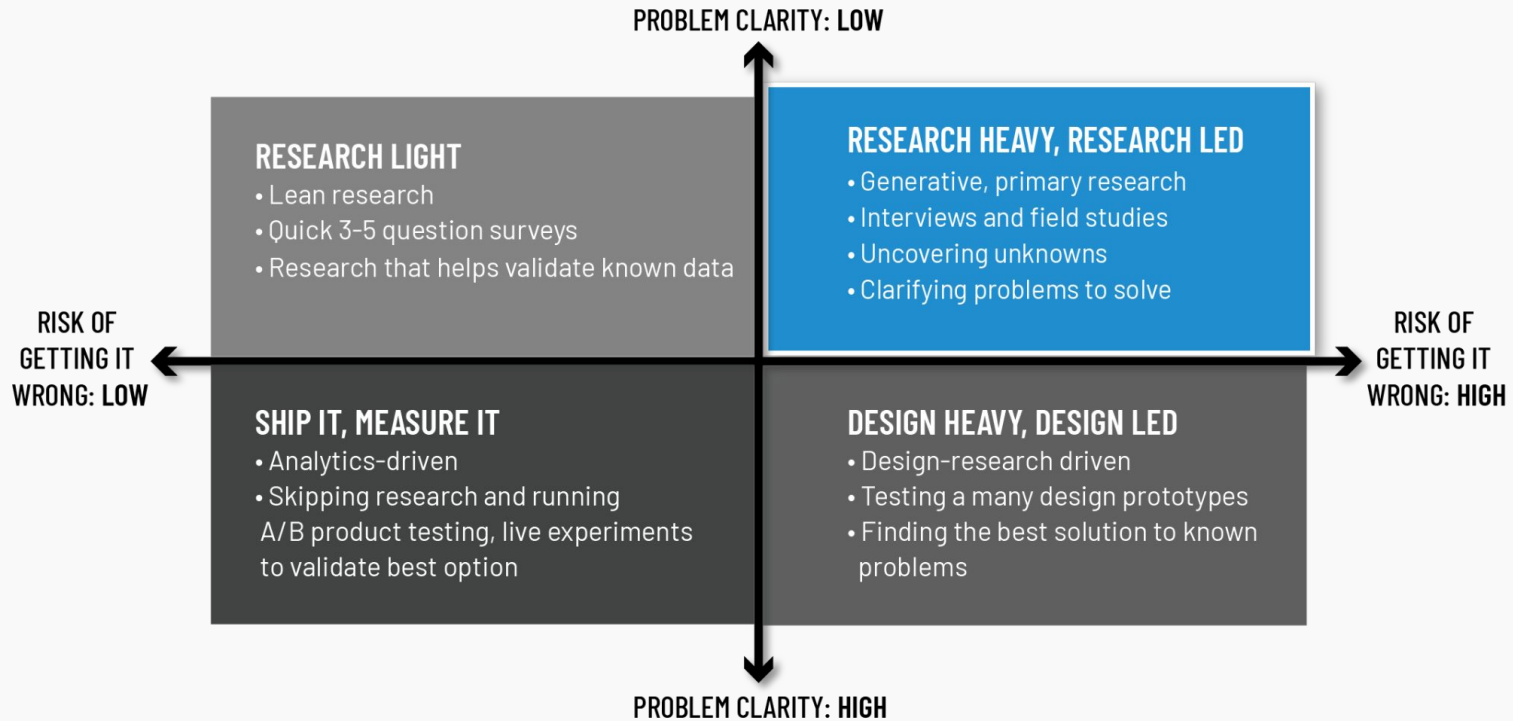 PROBLEM CLARITY: LOW
RESEARCH LIGHT
• Lean research
• Quick 3-5 question surveys
• Research that helps validate known data
RESEARCH HEAVY, RESEARCH LED
• Generative, primary research
• Interviews and field studies
• Uncovering unknowns
• Clarifying problems to solve
RISK OF
GETTING IT
WRONG: LOW
RISK OF
GETTING IT
WRONG: HIGH
SHIP IT, MEASURE IT
• Analytics-driven
• Skipping research and running
A/B product testing, live experiments
to validate best option
DESIGN HEAVY, DESIGN LED
• Design-research driven
• Testing a many design prototypes
• Finding the best solution to known
problems
PROBLEM CLARITY: HIGH